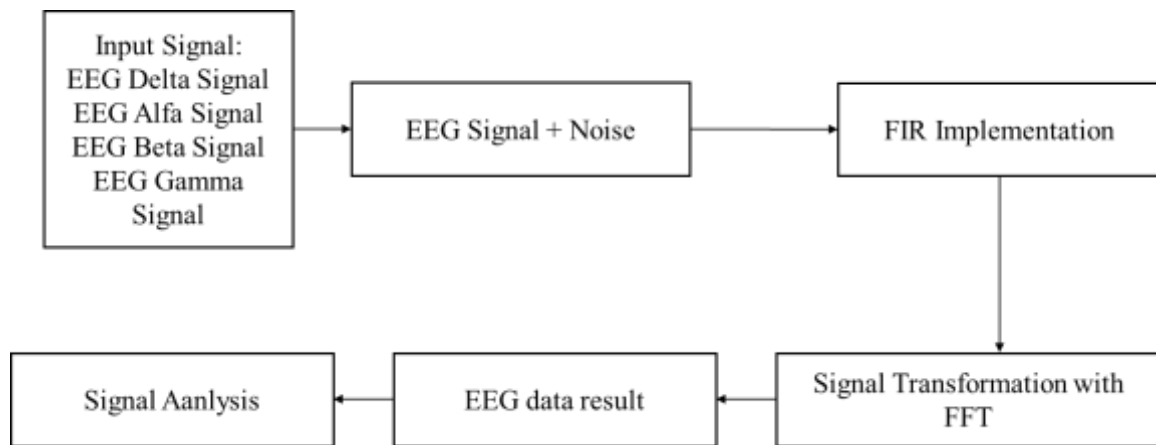 Input Signal:
EEG Delta Signal
EEG Alfa Signal
EEG Beta Signal
EEG Gamma
Signal
EEG Signal + Noise
FIR Implementation
Signal Transformation with
FFT
EEG data result
Signal Aanlysis